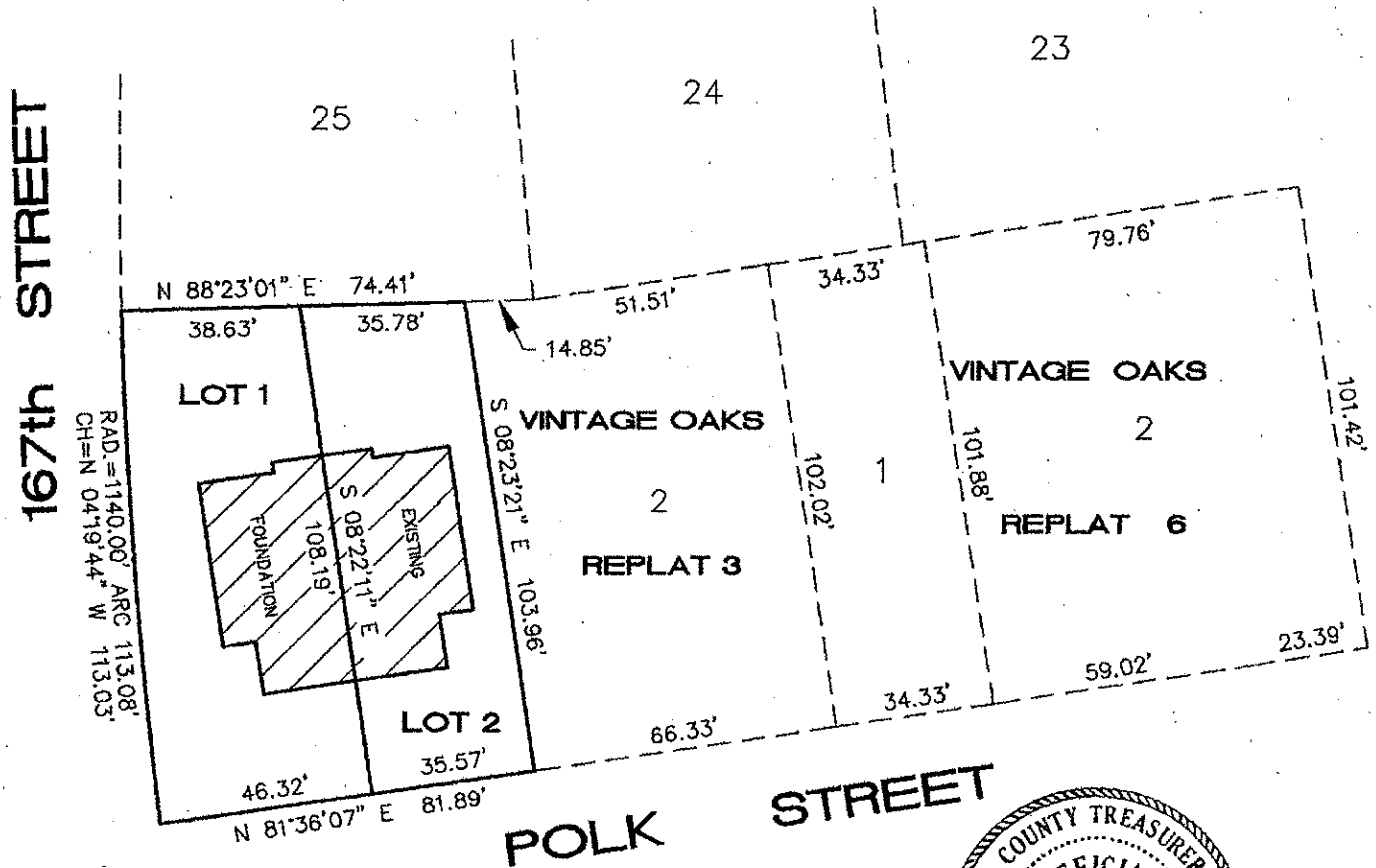 167th STREET
25
24
23
N 88°23'01" E 74.41'
38.63'
35.78'
14.85'
51.51'
34.33'
79.76'
LOT 1
RAD.=1140.00' ARC 113.08'
CH=N 04°19'44" W 113.03'
FOUNDATION
S 08°22'11" E
108.19'
EXISTING
S 08°23'21" E 103.96'
VINTAGE OAKS
2
REPLAT 3
102.02'
1
101.88'
VINTAGE OAKS
2
REPLAT 6
101.42'
LOT 2
46.32'
35.57'
N 81°36'07" E 81.89'
66.33'
34.33'
59.02'
23.39'
POLK STREET
COUNTY TREASURER